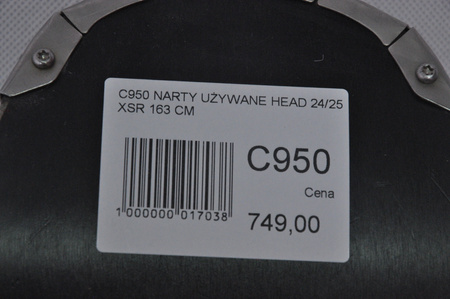 C950 NARTY UŻYWANE HEAD 24/25
XSR 163 CM
C950
Cena
749,00
1 000000 017038